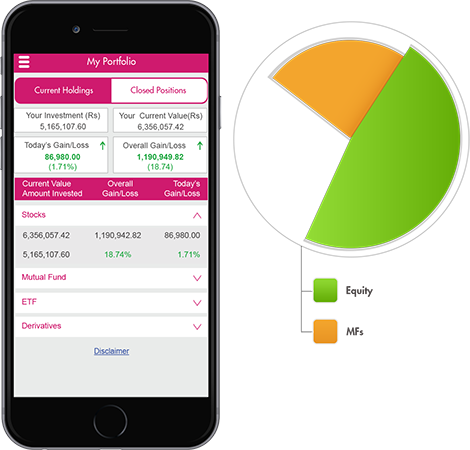 My Portfolio
Current Holdings Closed Positions
Your Investment (Rs) Your Current Value(Rs)
5,165,107.60 6,356,057.42
Today's Gain/Loss Overall Gain/Loss
86,980.00 1,190,949.82
(1.71%) (18.74)
Current Value Overall Today's
Amount Invested Gain/Loss Gain/Loss
Stocks
6,356,057.42 1,190,942.82 86,980.00
5,165,107.60 18.74% 1.71%
Mutual Fund
ETF
Derivatives
Disclaimer
Equity
MFs